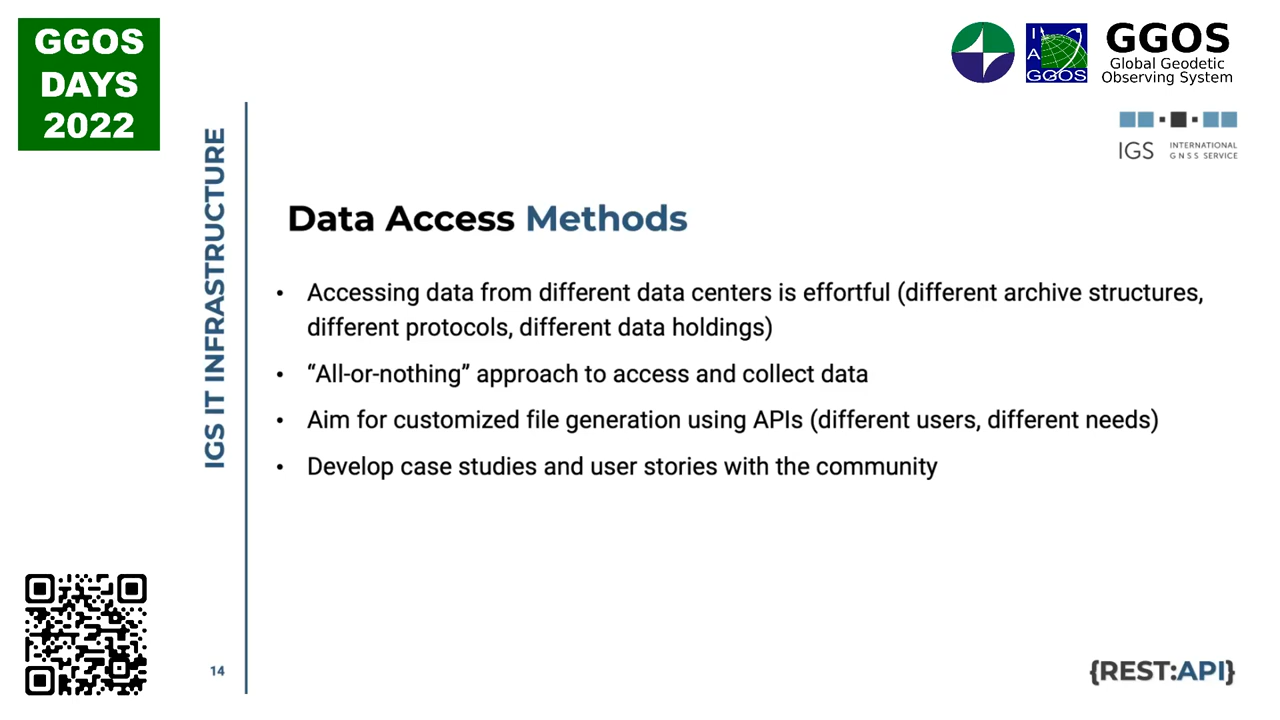 GGOS
DAYS
2022
I
A
G
GGOS
GGOS
Global Geodetic
Observing System
IGS
INTERNATIONAL
GNSS SERVICE
IGS IT INFRASTRUCTURE
Data Access Methods
• Accessing data from different data centers is effortful (different archive structures,
different protocols, different data holdings)
• “All-or-nothing” approach to access and collect data
• Aim for customized file generation using APIs (different users, different needs)
• Develop case studies and user stories with the community
14
{REST:API}